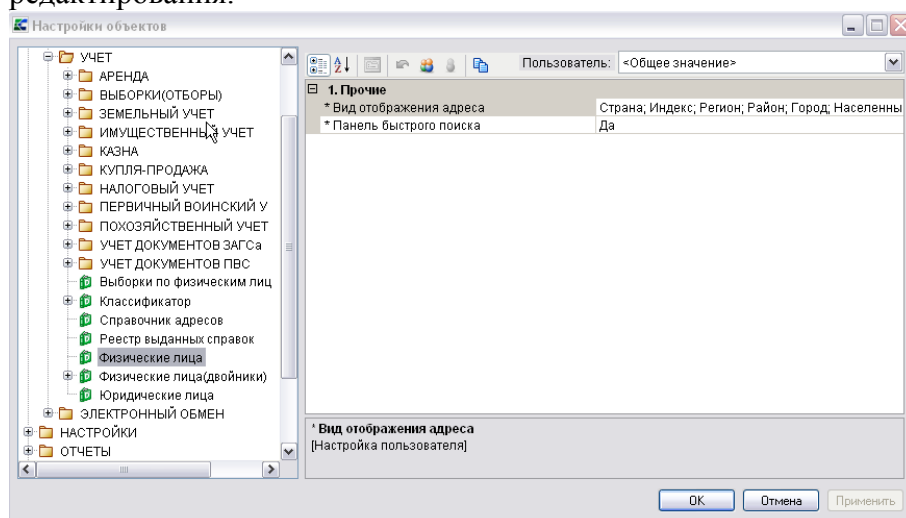 редактирования.
Настройки объектов
УЧЕТ
АРЕНДА
ВЫБОРКИ(ОТБОРЫ)
ЗЕМЕЛЬНЫЙ УЧЕТ
ИМУЩЕСТВЕННЫЙ УЧЕТ
КАЗНА
КУПЛЯ-ПРОДАЖА
НАЛОГОВЫЙ УЧЕТ
ПЕРВИЧНЫЙ ВОИНСКИЙ У
ПОХОЗЯЙСТВЕННЫЙ УЧЕТ
УЧЕТ ДОКУМЕНТОВ ЗАГСа
УЧЕТ ДОКУМЕНТОВ ПВС
Выборки по физическим лиц
Классификатор
Справочник адресов
Реестр выданных справок
Физические лица
Физические лица(двойники)
Юридические лица
ЭЛЕКТРОННЫЙ ОБМЕН
НАСТРОЙКИ
ОТЧЕТЫ
Пользователь: <Общее значение>
1. Прочие
* Вид отображения адреса Страна; Индекс; Регион; Район; Город; Населенны
* Панель быстрого поиска Да
* Вид отображения адреса
[Настройка пользователя]
OK Отмена Применить